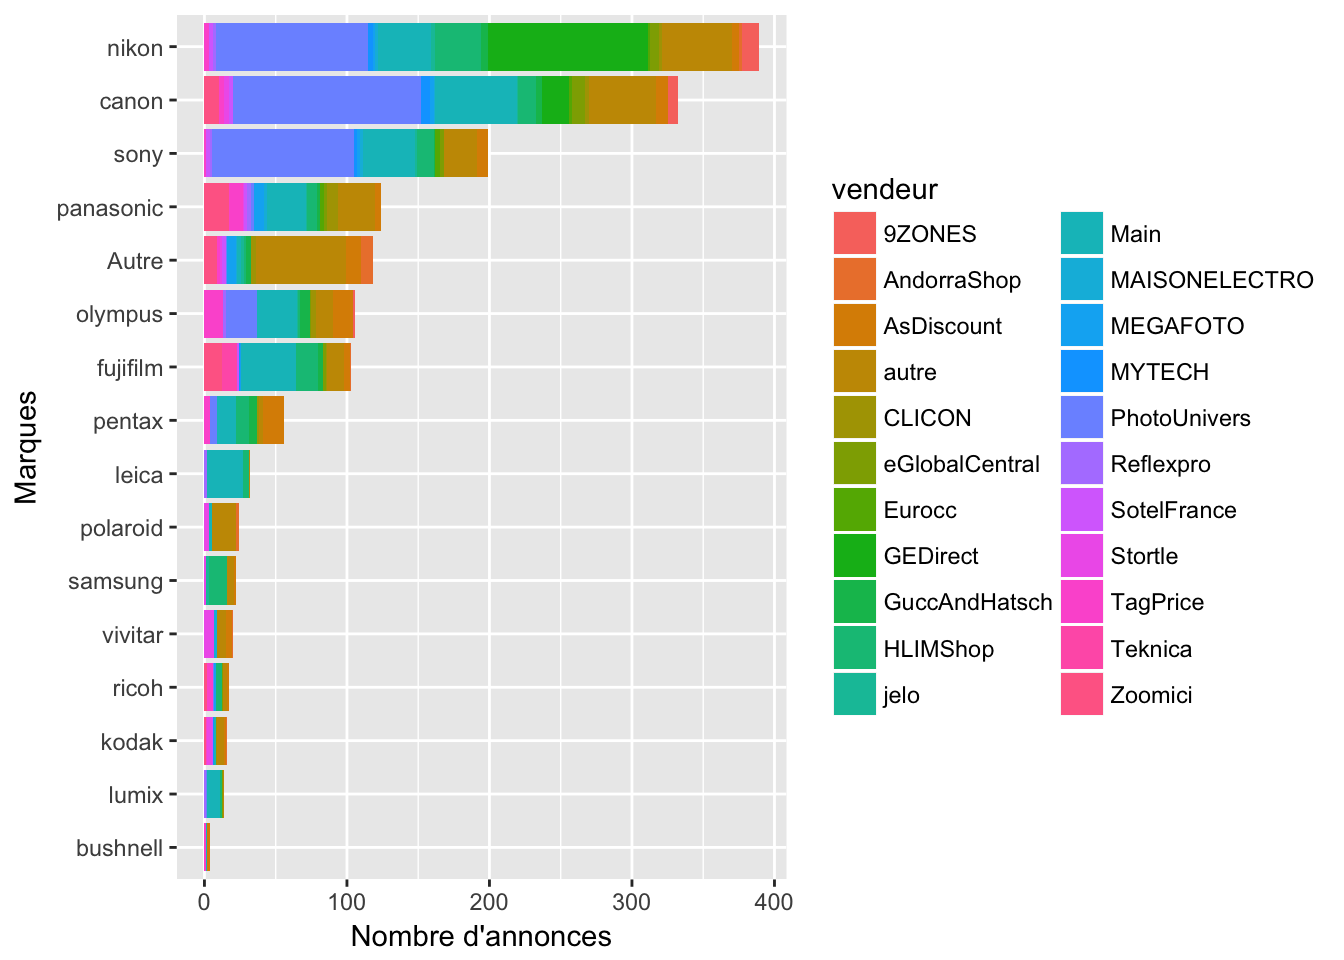 nikon
canon
sony
panasonic
Autre
olympus
fujifilm
pentax
leica
polaroid
samsung
vivitar
ricoh
kodak
lumix
bushnell
Marques
0 100 200 300 400
Nombre d'annonces
vendeur
9ZONES
AndorraShop
AsDiscount
autre
CLICON
eGlobalCentral
Eurocc
GEDirect
GuccAndHatsch
HLIMShop
jelo
Main
MAISONELECTRO
MEGAFOTO
MYTECH
PhotoUnivers
Reflexpro
SotelFrance
Stortle
TagPrice
Teknica
Zoomici